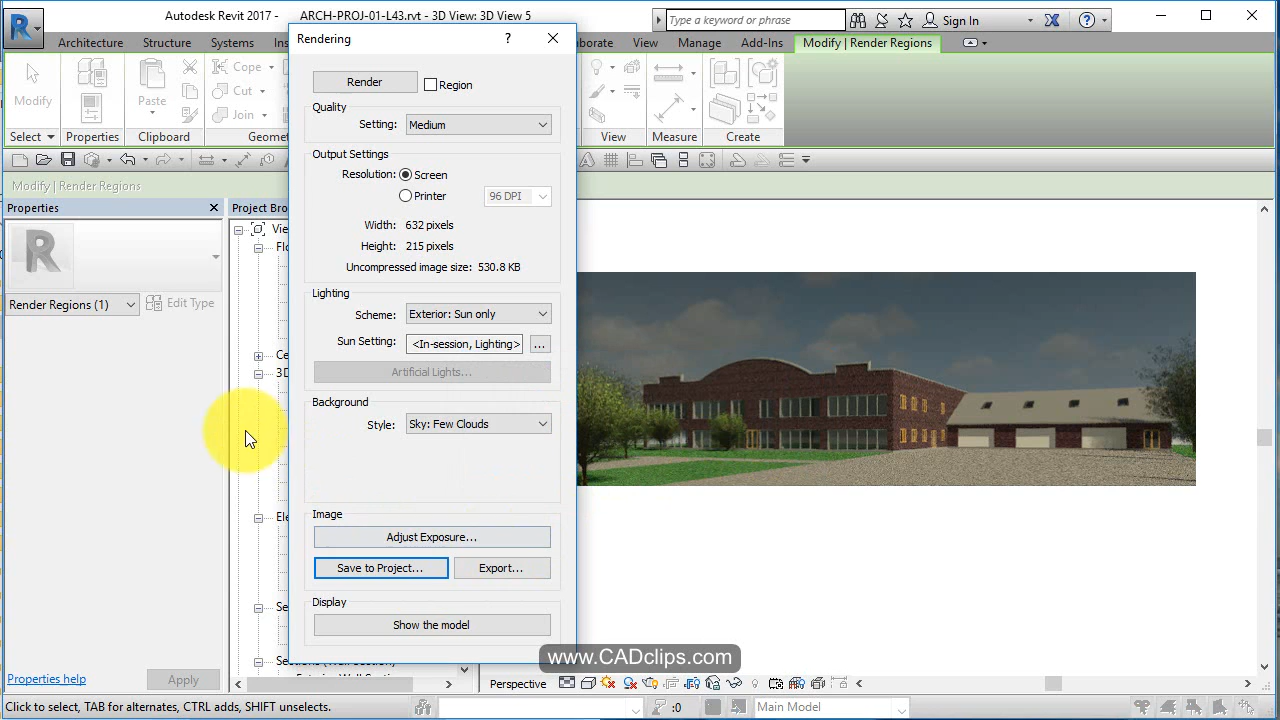 Autodesk Revit 2017 - ARCH-PROJ-01-L43.rvt - 3D View: 3D View 5
Type a keyword or phrase
Sign In
Architecture Structure Systems View Manage Add-Ins Modify | Render Regions
Modify
Paste
Cope
Cut
Join
Select Properties Clipboard View Measure Create
Modify | Render Regions
Properties
Render Regions (1)
Edit Type
Properties help
Apply
Rendering
Render Region
Quality
Setting: Medium
Output Settings
Resolution: Screen
Printer 96 DPI
Width: 632 pixels
Height: 215 pixels
Uncompressed image size: 530.8 KB
Lighting
Scheme: Exterior: Sun only
Sun Setting: <In-session, Lighting> ...
Artificial Lights...
Background
Style: Sky: Few Clouds
Image
Adjust Exposure...
Save to Project... Export...
Display
Show the model
www.CADclips.com
Perspective
Click to select, TAB for alternates, CTRL adds, SHIFT unselects.
:0
Main Model